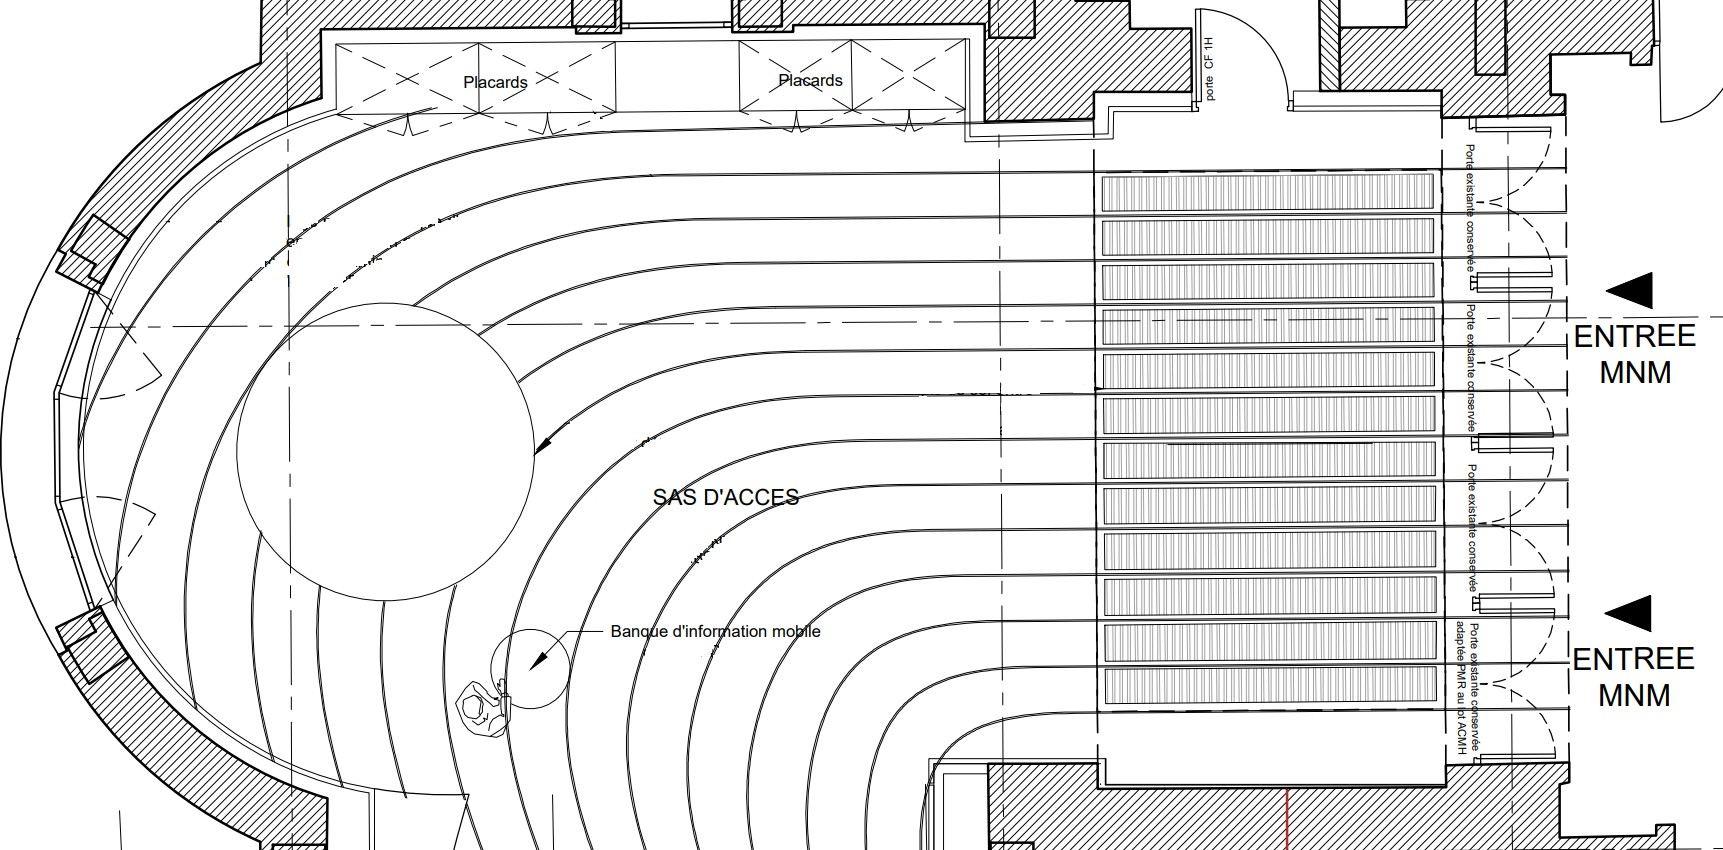 porte CF 1H
Placards
Placards
Porte existante conservée
Porte existante conservée
ENTREE
MNM
SAS D'ACCES
Porte existante conservée
Banque d'information mobile
Porte existante conservée
adaptée PMR au lot ACMH
ENTREE
MNM